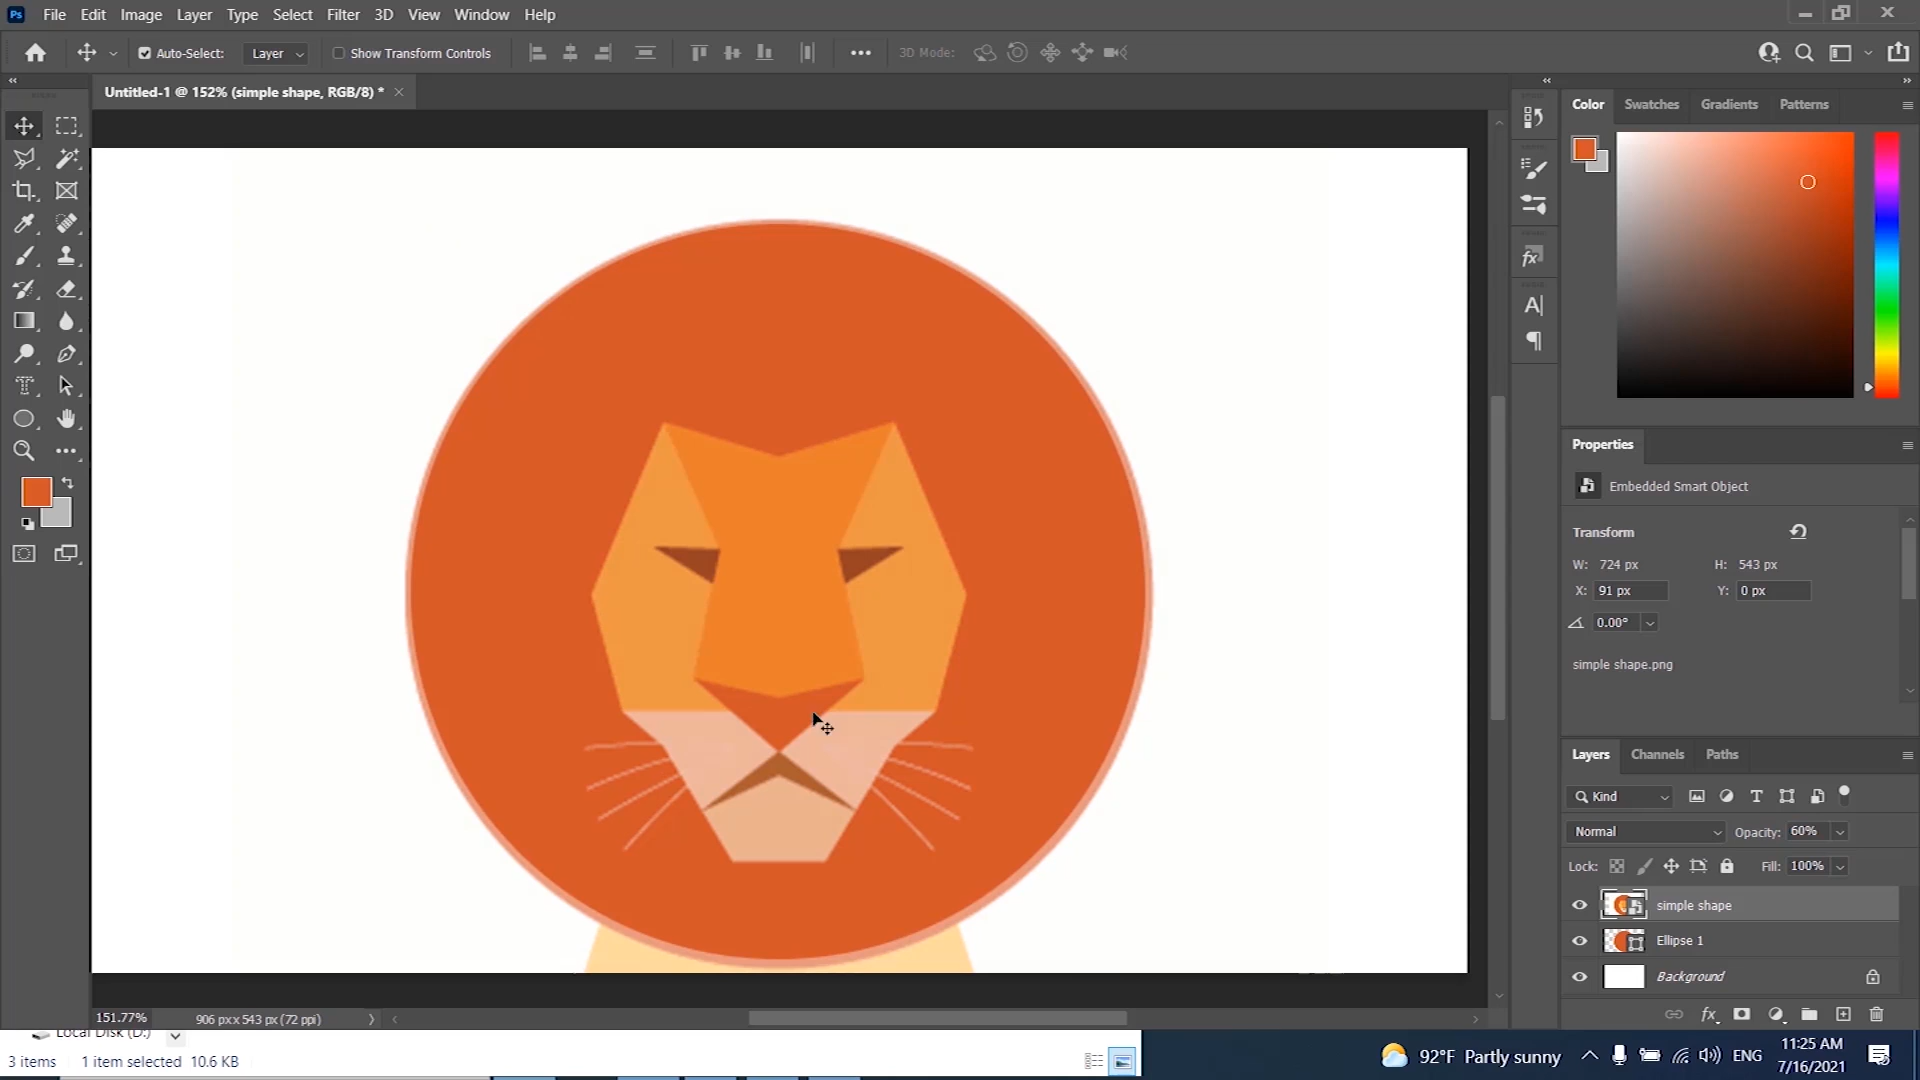 Ps File Edit Image Layer Type Select Filter 3D View Window Help
Auto-Select: Layer Show Transform Controls 3D Mode:
Untitled-1 @ 152% (simple shape, RGB/8) *
Color Swatches Gradients Patterns
Properties
Embedded Smart Object
Transform
W: 724 px H: 543 px
X: 91 px Y: 0 px
0.00°
simple shape.png
Layers Channels Paths
Kind
Normal Opacity: 60%
Lock: Fill: 100%
simple shape
Ellipse 1
Background
fx
151.77% 906 px x 543 px (72 ppi)
Local Disk (D:)
3 items 1 item selected 10.6 KB
92°F Partly sunny ENG 11:25 AM
7/16/2021